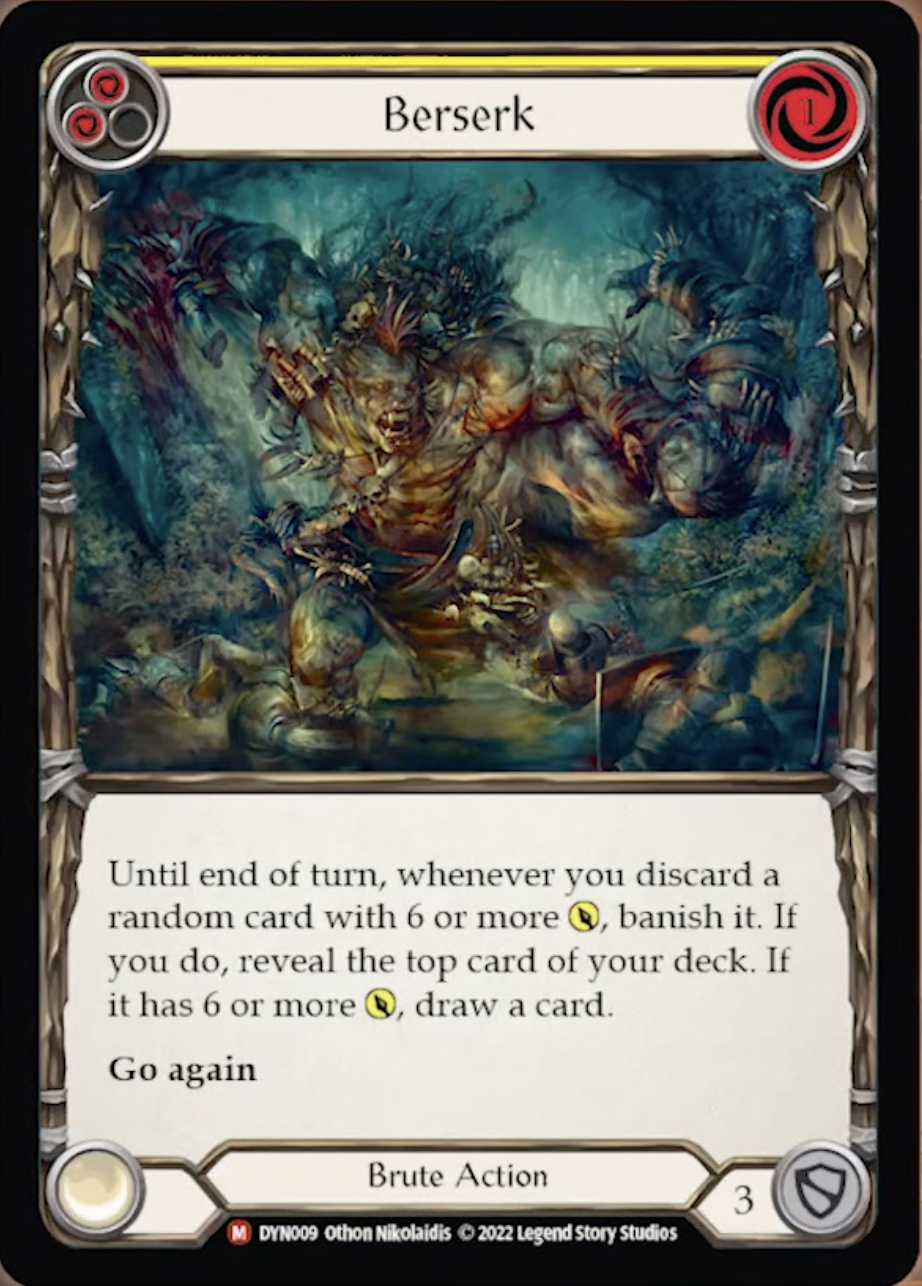 Berserk
1
Until end of turn, whenever you discard a
random card with 6 or more , banish it. If
you do, reveal the top card of your deck. If
it has 6 or more , draw a card.
Go again
Brute Action
3
M DYN009 Othon Nikolaidis © 2022 Legend Story Studios